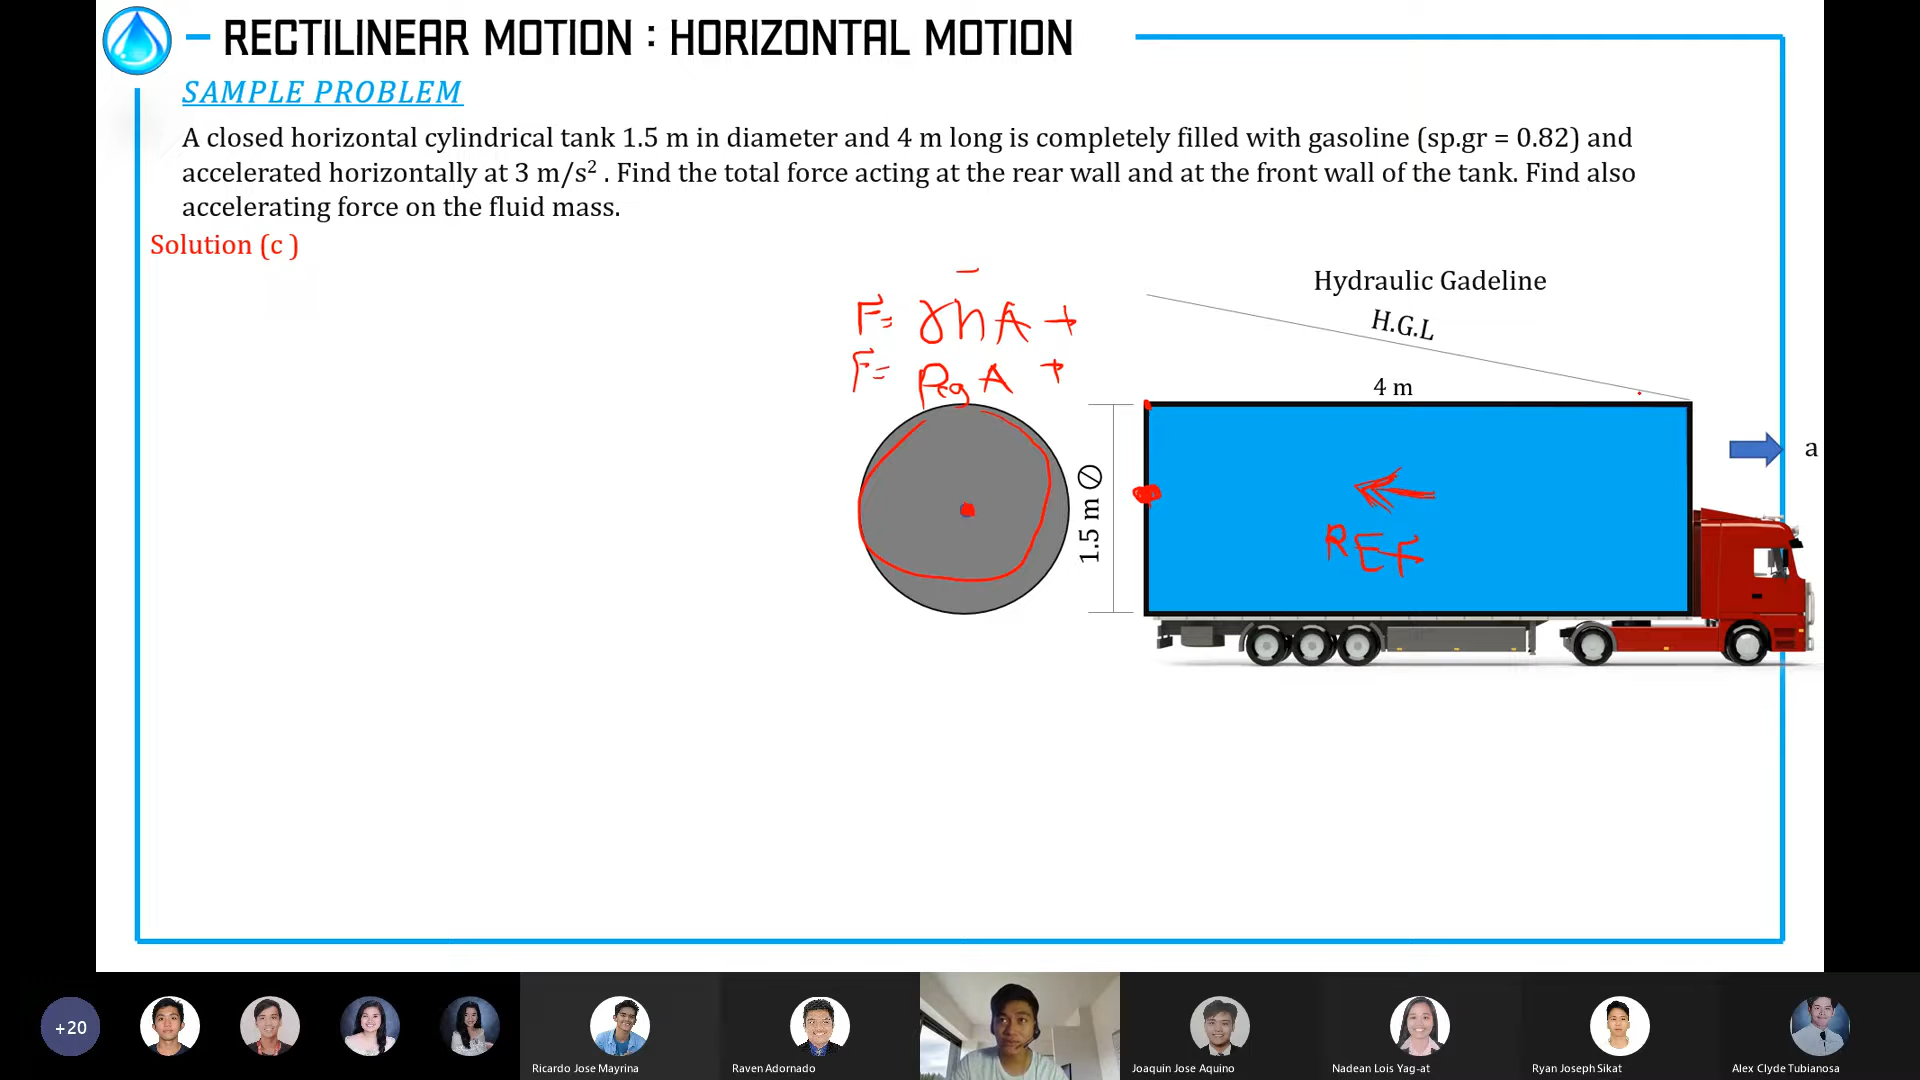 RECTILINEAR MOTION : HORIZONTAL MOTION
SAMPLE PROBLEM
A closed horizontal cylindrical tank 1.5 m in diameter and 4 m long is completely filled with gasoline (sp.gr = 0.82) and
accelerated horizontally at 3 m/s² . Find the total force acting at the rear wall and at the front wall of the tank. Find also
accelerating force on the fluid mass.
Solution (c )
Hydraulic Gadeline
H.G.L
F= γh̄A +
F= Pcg A +
4 m
1.5 m ∅
a
REF
+20
Ricardo Jose Mayrina
Raven Adornado
Joaquin Jose Aquino
Nadean Lois Yag-at
Ryan Joseph Sikat
Alex Clyde Tubianosa